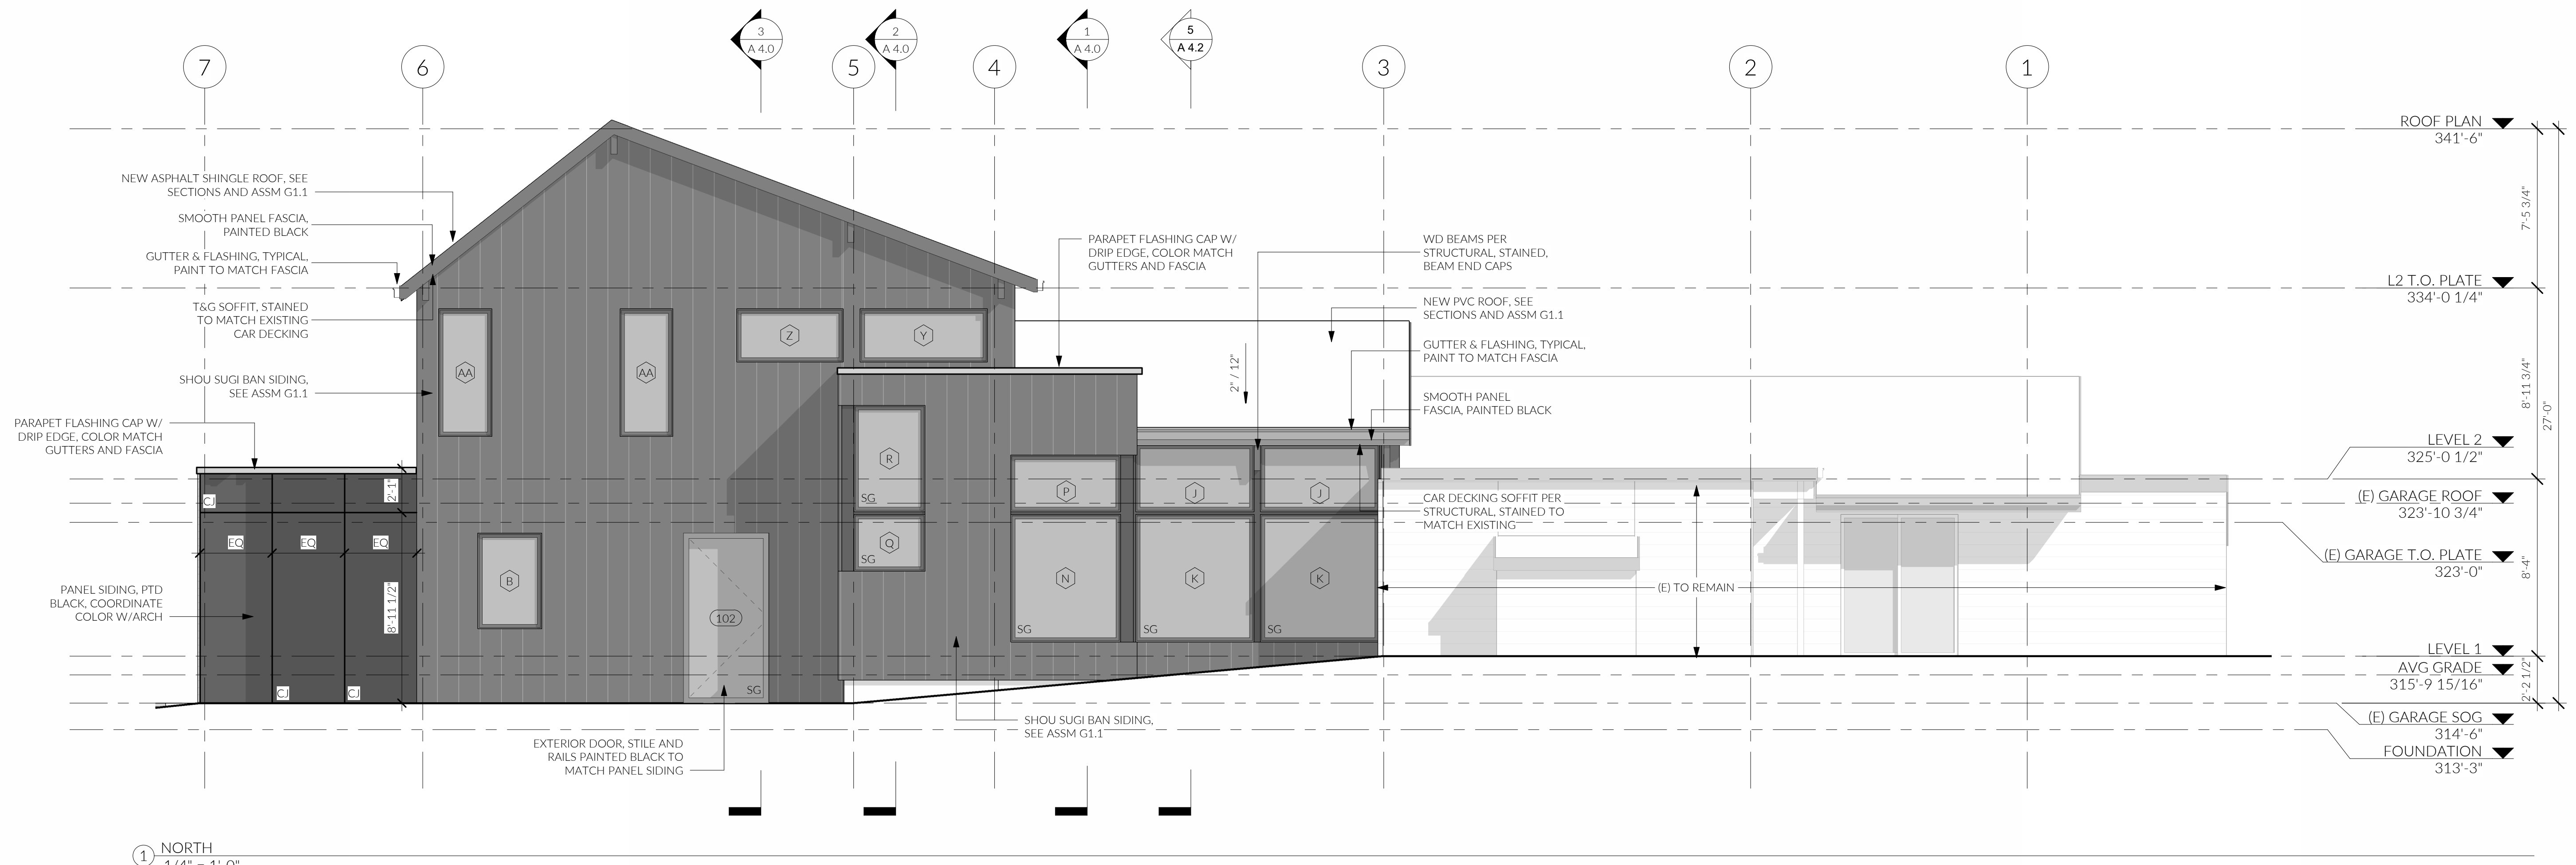 3
A 4.0
2
A 4.0
1
A 4.0
5
A 4.2
7
6
5
4
3
2
1
ROOF PLAN
341'-6"
NEW ASPHALT SHINGLE ROOF, SEE
SECTIONS AND ASSM G1.1
SMOOTH PANEL FASCIA,
PAINTED BLACK
GUTTER & FLASHING, TYPICAL,
PAINT TO MATCH FASCIA
T&G SOFFIT, STAINED
TO MATCH EXISTING
CAR DECKING
SHOU SUGI BAN SIDING,
SEE ASSM G1.1
PARAPET FLASHING CAP W/
DRIP EDGE, COLOR MATCH
GUTTERS AND FASCIA
PANEL SIDING, PTD
BLACK, COORDINATE
COLOR W/ARCH
PARAPET FLASHING CAP W/
DRIP EDGE, COLOR MATCH
GUTTERS AND FASCIA
WD BEAMS PER
STRUCTURAL, STAINED,
BEAM END CAPS
NEW PVC ROOF, SEE
SECTIONS AND ASSM G1.1
GUTTER & FLASHING, TYPICAL,
PAINT TO MATCH FASCIA
SMOOTH PANEL
FASCIA, PAINTED BLACK
CAR DECKING SOFFIT PER
STRUCTURAL, STAINED TO
MATCH EXISTING
2" / 12"
AA
AA
Z
Y
R
SG
Q
SG
P
J
J
N
SG
K
SG
K
SG
B
102
SG
CJ
2'-1"
EQ
EQ
EQ
8'-11 1/2"
CJ
CJ
(E) TO REMAIN
SHOU SUGI BAN SIDING,
SEE ASSM G1.1
EXTERIOR DOOR, STILE AND
RAILS PAINTED BLACK TO
MATCH PANEL SIDING
7'-5 3/4"
L2 T.O. PLATE
334'-0 1/4"
8'-11 3/4"
27'-0"
LEVEL 2
325'-0 1/2"
(E) GARAGE ROOF
323'-10 3/4"
(E) GARAGE T.O. PLATE
323'-0"
8'-4"
LEVEL 1
AVG GRADE
315'-9 15/16"
2'-2 1/2"
(E) GARAGE SOG
314'-6"
FOUNDATION
313'-3"
1
NORTH
1/4" = 1'-0"